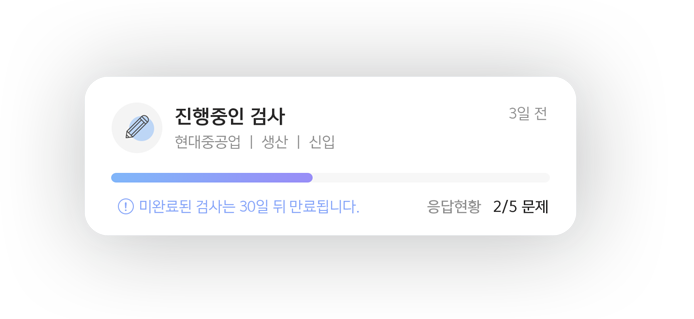 진행중인 검사
3일 전
현대중공업 | 생산 | 신입
미완료된 검사는 30일 뒤 만료됩니다.
응답현황 2/5 문제